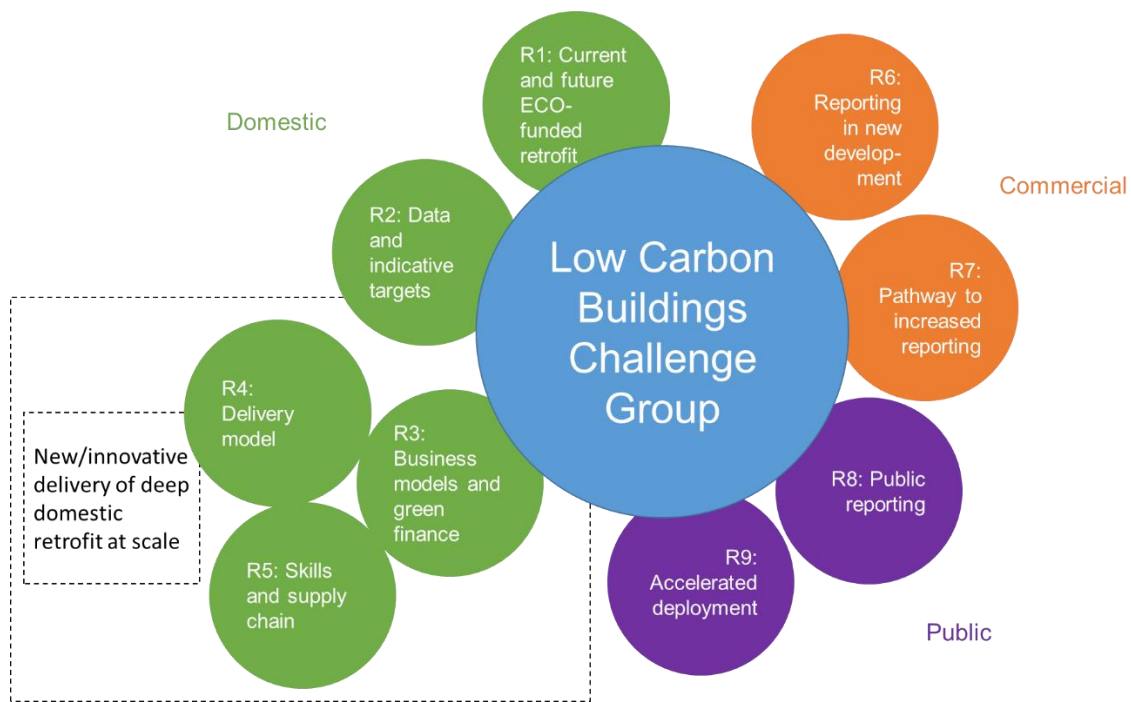 Domestic
R1: Current
and future
ECO-
funded
retrofit
R2: Data
and
indicative
targets
R4:
Delivery
model
R3:
Business
models and
green
finance
R5: Skills
and supply
chain
New/innovative
delivery of deep
domestic
retrofit at scale
Low Carbon
Buildings
Challenge
Group
R6:
Reporting
in new
develop-
ment
Commercial
R7:
Pathway to
increased
reporting
R8: Public
reporting
R9:
Accelerated
deployment
Public